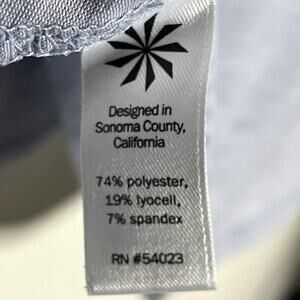 Designed in
Sonoma County,
California
74% polyester,
19% lyocell,
7% spandex
RN #54023